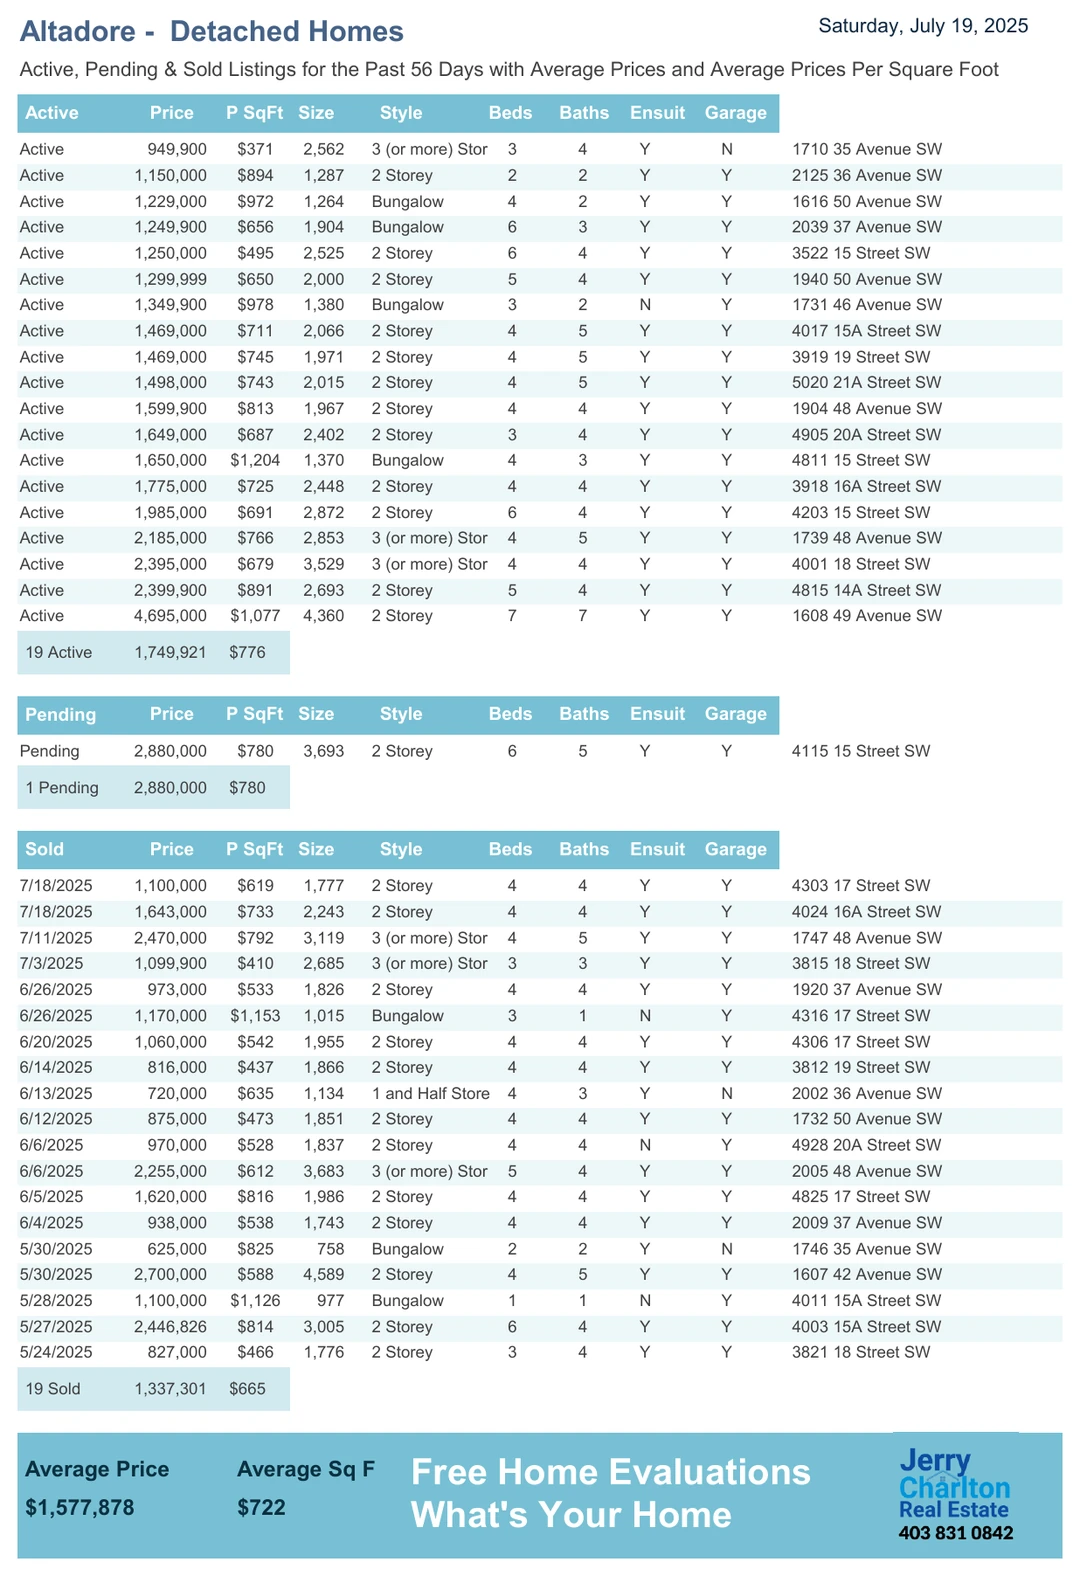 Altadore -  Detached Homes
Saturday, July 19, 2025
Active, Pending & Sold Listings for the Past 56 Days with Average Prices and Average Prices Per Square Foot
Active Price P SqFt Size Style Beds Baths Ensuit Garage
Active 949,900 $371 2,562 3 (or more) Stor 3 4 Y N 1710 35 Avenue SW
Active 1,150,000 $894 1,287 2 Storey 2 2 Y Y 2125 36 Avenue SW
Active 1,229,000 $972 1,264 Bungalow 4 2 Y Y 1616 50 Avenue SW
Active 1,249,900 $656 1,904 Bungalow 6 3 Y Y 2039 37 Avenue SW
Active 1,250,000 $495 2,525 2 Storey 6 4 Y Y 3522 15 Street SW
Active 1,299,999 $650 2,000 2 Storey 5 4 Y Y 1940 50 Avenue SW
Active 1,349,900 $978 1,380 Bungalow 3 2 N Y 1731 46 Avenue SW
Active 1,469,000 $711 2,066 2 Storey 4 5 Y Y 4017 15A Street SW
Active 1,469,000 $745 1,971 2 Storey 4 5 Y Y 3919 19 Street SW
Active 1,498,000 $743 2,015 2 Storey 4 5 Y Y 5020 21A Street SW
Active 1,599,900 $813 1,967 2 Storey 4 4 Y Y 1904 48 Avenue SW
Active 1,649,000 $687 2,402 2 Storey 3 4 Y Y 4905 20A Street SW
Active 1,650,000 $1,204 1,370 Bungalow 4 3 Y Y 4811 15 Street SW
Active 1,775,000 $725 2,448 2 Storey 4 4 Y Y 3918 16A Street SW
Active 1,985,000 $691 2,872 2 Storey 6 4 Y Y 4203 15 Street SW
Active 2,185,000 $766 2,853 3 (or more) Stor 4 5 Y Y 1739 48 Avenue SW
Active 2,395,000 $679 3,529 3 (or more) Stor 4 4 Y Y 4001 18 Street SW
Active 2,399,900 $891 2,693 2 Storey 5 4 Y Y 4815 14A Street SW
Active 4,695,000 $1,077 4,360 2 Storey 7 7 Y Y 1608 49 Avenue SW
19 Active 1,749,921 $776
Pending Price P SqFt Size Style Beds Baths Ensuit Garage
Pending 2,880,000 $780 3,693 2 Storey 6 5 Y Y 4115 15 Street SW
1 Pending 2,880,000 $780
Sold Price P SqFt Size Style Beds Baths Ensuit Garage
7/18/2025 1,100,000 $619 1,777 2 Storey 4 4 Y Y 4303 17 Street SW
7/18/2025 1,643,000 $733 2,243 2 Storey 4 4 Y Y 4024 16A Street SW
7/11/2025 2,470,000 $792 3,119 3 (or more) Stor 4 5 Y Y 1747 48 Avenue SW
7/3/2025 1,099,900 $410 2,685 3 (or more) Stor 3 3 Y Y 3815 18 Street SW
6/26/2025 973,000 $533 1,826 2 Storey 4 4 Y Y 1920 37 Avenue SW
6/26/2025 1,170,000 $1,153 1,015 Bungalow 3 1 N Y 4316 17 Street SW
6/20/2025 1,060,000 $542 1,955 2 Storey 4 4 Y Y 4306 17 Street SW
6/14/2025 816,000 $437 1,866 2 Storey 4 4 Y Y 3812 19 Street SW
6/13/2025 720,000 $635 1,134 1 and Half Store 4 3 Y N 2002 36 Avenue SW
6/12/2025 875,000 $473 1,851 2 Storey 4 4 Y Y 1732 50 Avenue SW
6/6/2025 970,000 $528 1,837 2 Storey 4 4 N Y 4928 20A Street SW
6/6/2025 2,255,000 $612 3,683 3 (or more) Stor 5 4 Y Y 2005 48 Avenue SW
6/5/2025 1,620,000 $816 1,986 2 Storey 4 4 Y Y 4825 17 Street SW
6/4/2025 938,000 $538 1,743 2 Storey 4 4 Y Y 2009 37 Avenue SW
5/30/2025 625,000 $825 758 Bungalow 2 2 Y N 1746 35 Avenue SW
5/30/2025 2,700,000 $588 4,589 2 Storey 4 5 Y Y 1607 42 Avenue SW
5/28/2025 1,100,000 $1,126 977 Bungalow 1 1 N Y 4011 15A Street SW
5/27/2025 2,446,826 $814 3,005 2 Storey 6 4 Y Y 4003 15A Street SW
5/24/2025 827,000 $466 1,776 2 Storey 3 4 Y Y 3821 18 Street SW
19 Sold 1,337,301 $665
Average Price Average Sq F
$1,577,878 $722
Free Home Evaluations
What's Your Home
Jerry
Charlton
Real Estate
403 831 0842